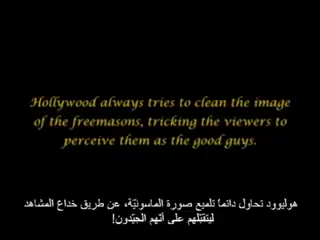 Hollywood always tries to clean the image
of the freemasons, tricking the viewers to
perceive them as the good guys.
هوليوود تحاول دائماً تلميع صورة الماسونيّة، عن طريق خداع المشاهد
ليتقبّلهم على أنهم الجيّدون!